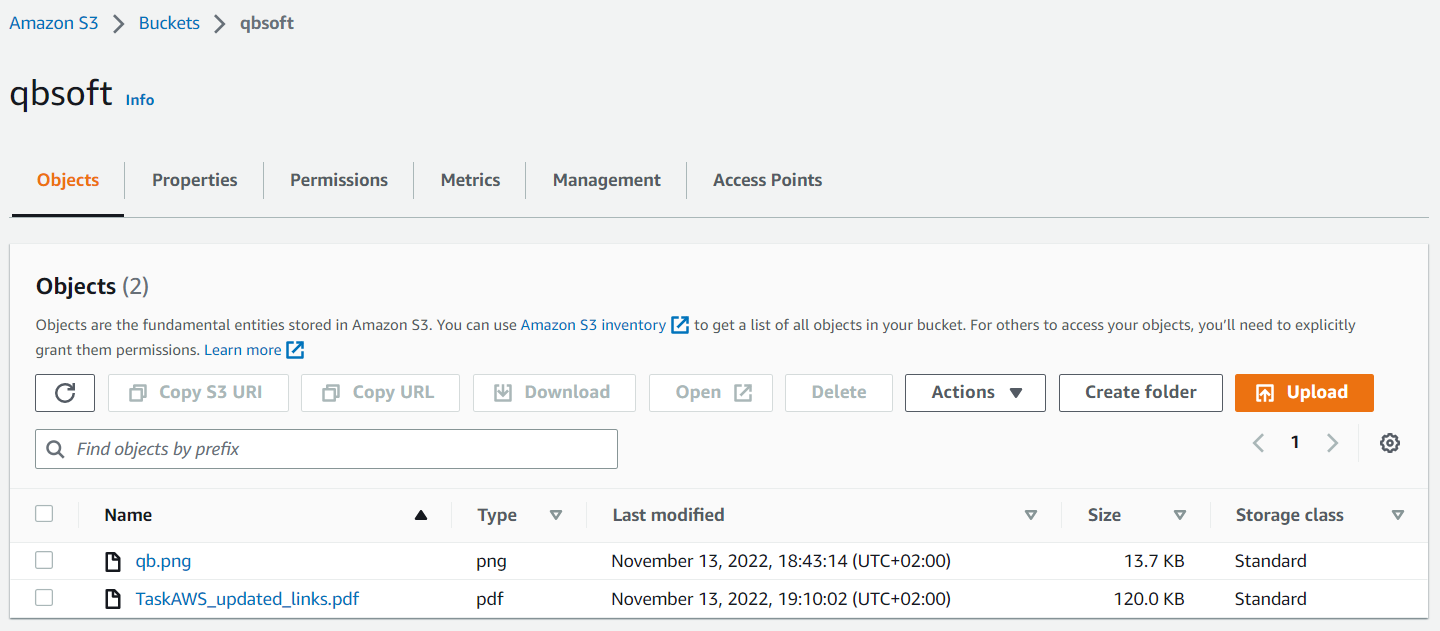 Amazon S3 > Buckets > qbsoft
qbsoft Info
Objects Properties Permissions Metrics Management Access Points
Objects (2)
Objects are the fundamental entities stored in Amazon S3. You can use Amazon S3 inventory to get a list of all objects in your bucket. For others to access your objects, you'll need to explicitly
grant them permissions. Learn more
Copy S3 URI Copy URL Download Open Delete Actions Create folder Upload
Find objects by prefix 1
Name Type Last modified Size Storage class
qb.png png November 13, 2022, 18:43:14 (UTC+02:00) 13.7 KB Standard
TaskAWS_updated_links.pdf pdf November 13, 2022, 19:10:02 (UTC+02:00) 120.0 KB Standard